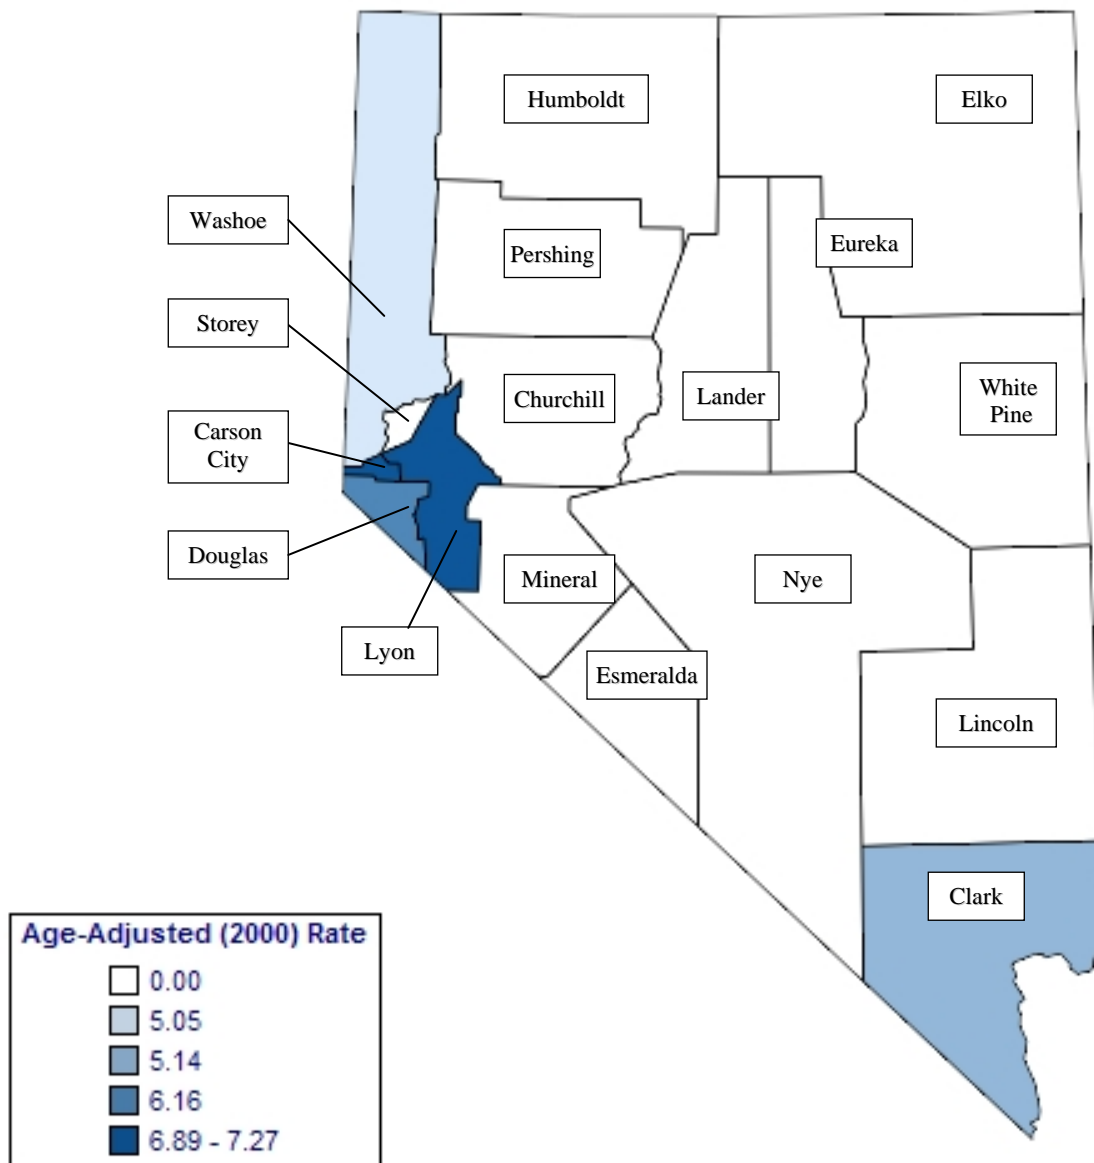 Humboldt
Elko
Washoe
Eureka
Pershing
Storey
Churchill
Lander
White
Pine
Carson
City
Douglas
Mineral
Nye
Lyon
Esmeralda
Lincoln
Clark
Age-Adjusted (2000) Rate
0.00
5.05
5.14
6.16
6.89 - 7.27